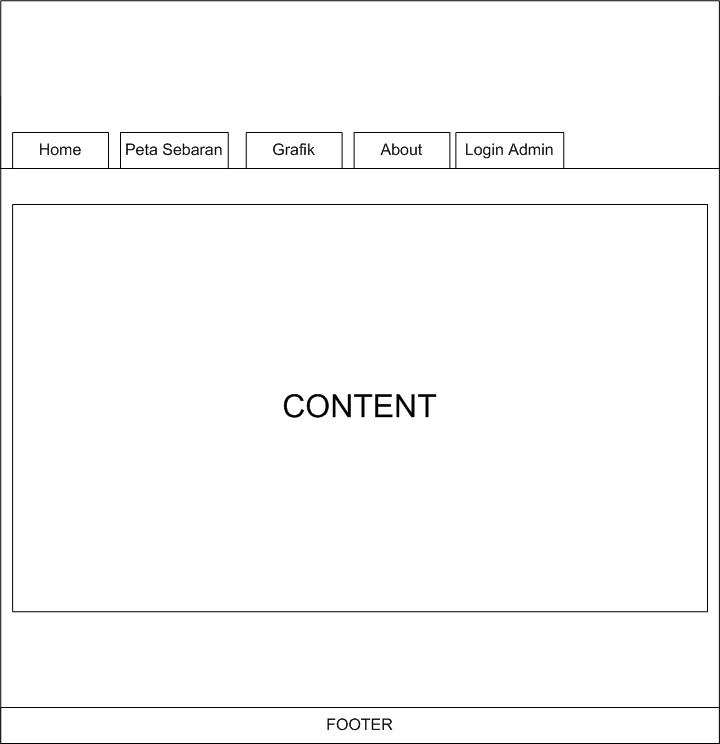 Home
Peta Sebaran
Grafik
About
Login Admin
CONTENT
FOOTER